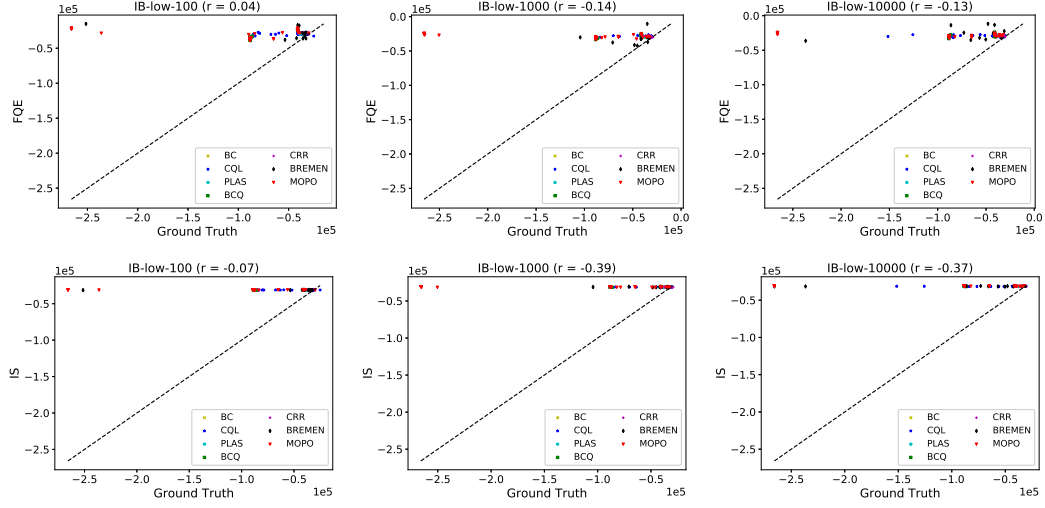 IB-low-100 (r = 0.04)
1e5
−0.5
−1.0
−1.5
−2.0
−2.5
FQE
BC
CQL
PLAS
BCQ
CRR
BREMEN
MOPO
−2.5 −2.0 −1.5 −1.0 −0.5
Ground Truth
1e5
IB-low-1000 (r = -0.14)
1e5
0.0
−0.5
−1.0
−1.5
−2.0
−2.5
FQE
BC
CQL
PLAS
BCQ
CRR
BREMEN
MOPO
−2.5 −2.0 −1.5 −1.0 −0.5 0.0
Ground Truth
1e5
IB-low-10000 (r = -0.13)
1e5
0.0
−0.5
−1.0
−1.5
−2.0
−2.5
FQE
BC
CQL
PLAS
BCQ
CRR
BREMEN
MOPO
−2.5 −2.0 −1.5 −1.0 −0.5 0.0
Ground Truth
1e5
IB-low-100 (r = -0.07)
1e5
−0.5
−1.0
−1.5
−2.0
−2.5
IS
BC
CQL
PLAS
BCQ
CRR
BREMEN
MOPO
−2.5 −2.0 −1.5 −1.0 −0.5
Ground Truth
1e5
IB-low-1000 (r = -0.39)
1e5
−0.5
−1.0
−1.5
−2.0
−2.5
IS
BC
CQL
PLAS
BCQ
CRR
BREMEN
MOPO
−2.5 −2.0 −1.5 −1.0 −0.5
Ground Truth
1e5
IB-low-10000 (r = -0.37)
1e5
−0.5
−1.0
−1.5
−2.0
−2.5
IS
BC
CQL
PLAS
BCQ
CRR
BREMEN
MOPO
−2.5 −2.0 −1.5 −1.0 −0.5
Ground Truth
1e5